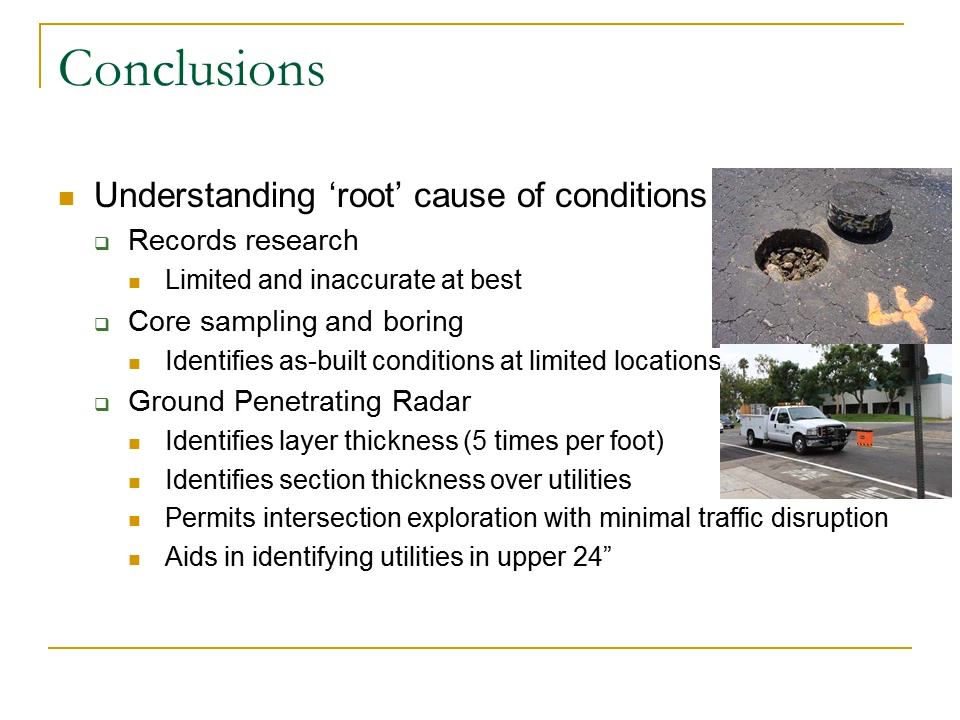 Conclusions
Understanding ‘root’ cause of conditions
Records research
Limited and inaccurate at best
Core sampling and boring
Identifies as-built conditions at limited locations
Ground Penetrating Radar
Identifies layer thickness (5 times per foot)
Identifies section thickness over utilities
Permits intersection exploration with minimal traffic disruption
Aids in identifying utilities in upper 24”
4